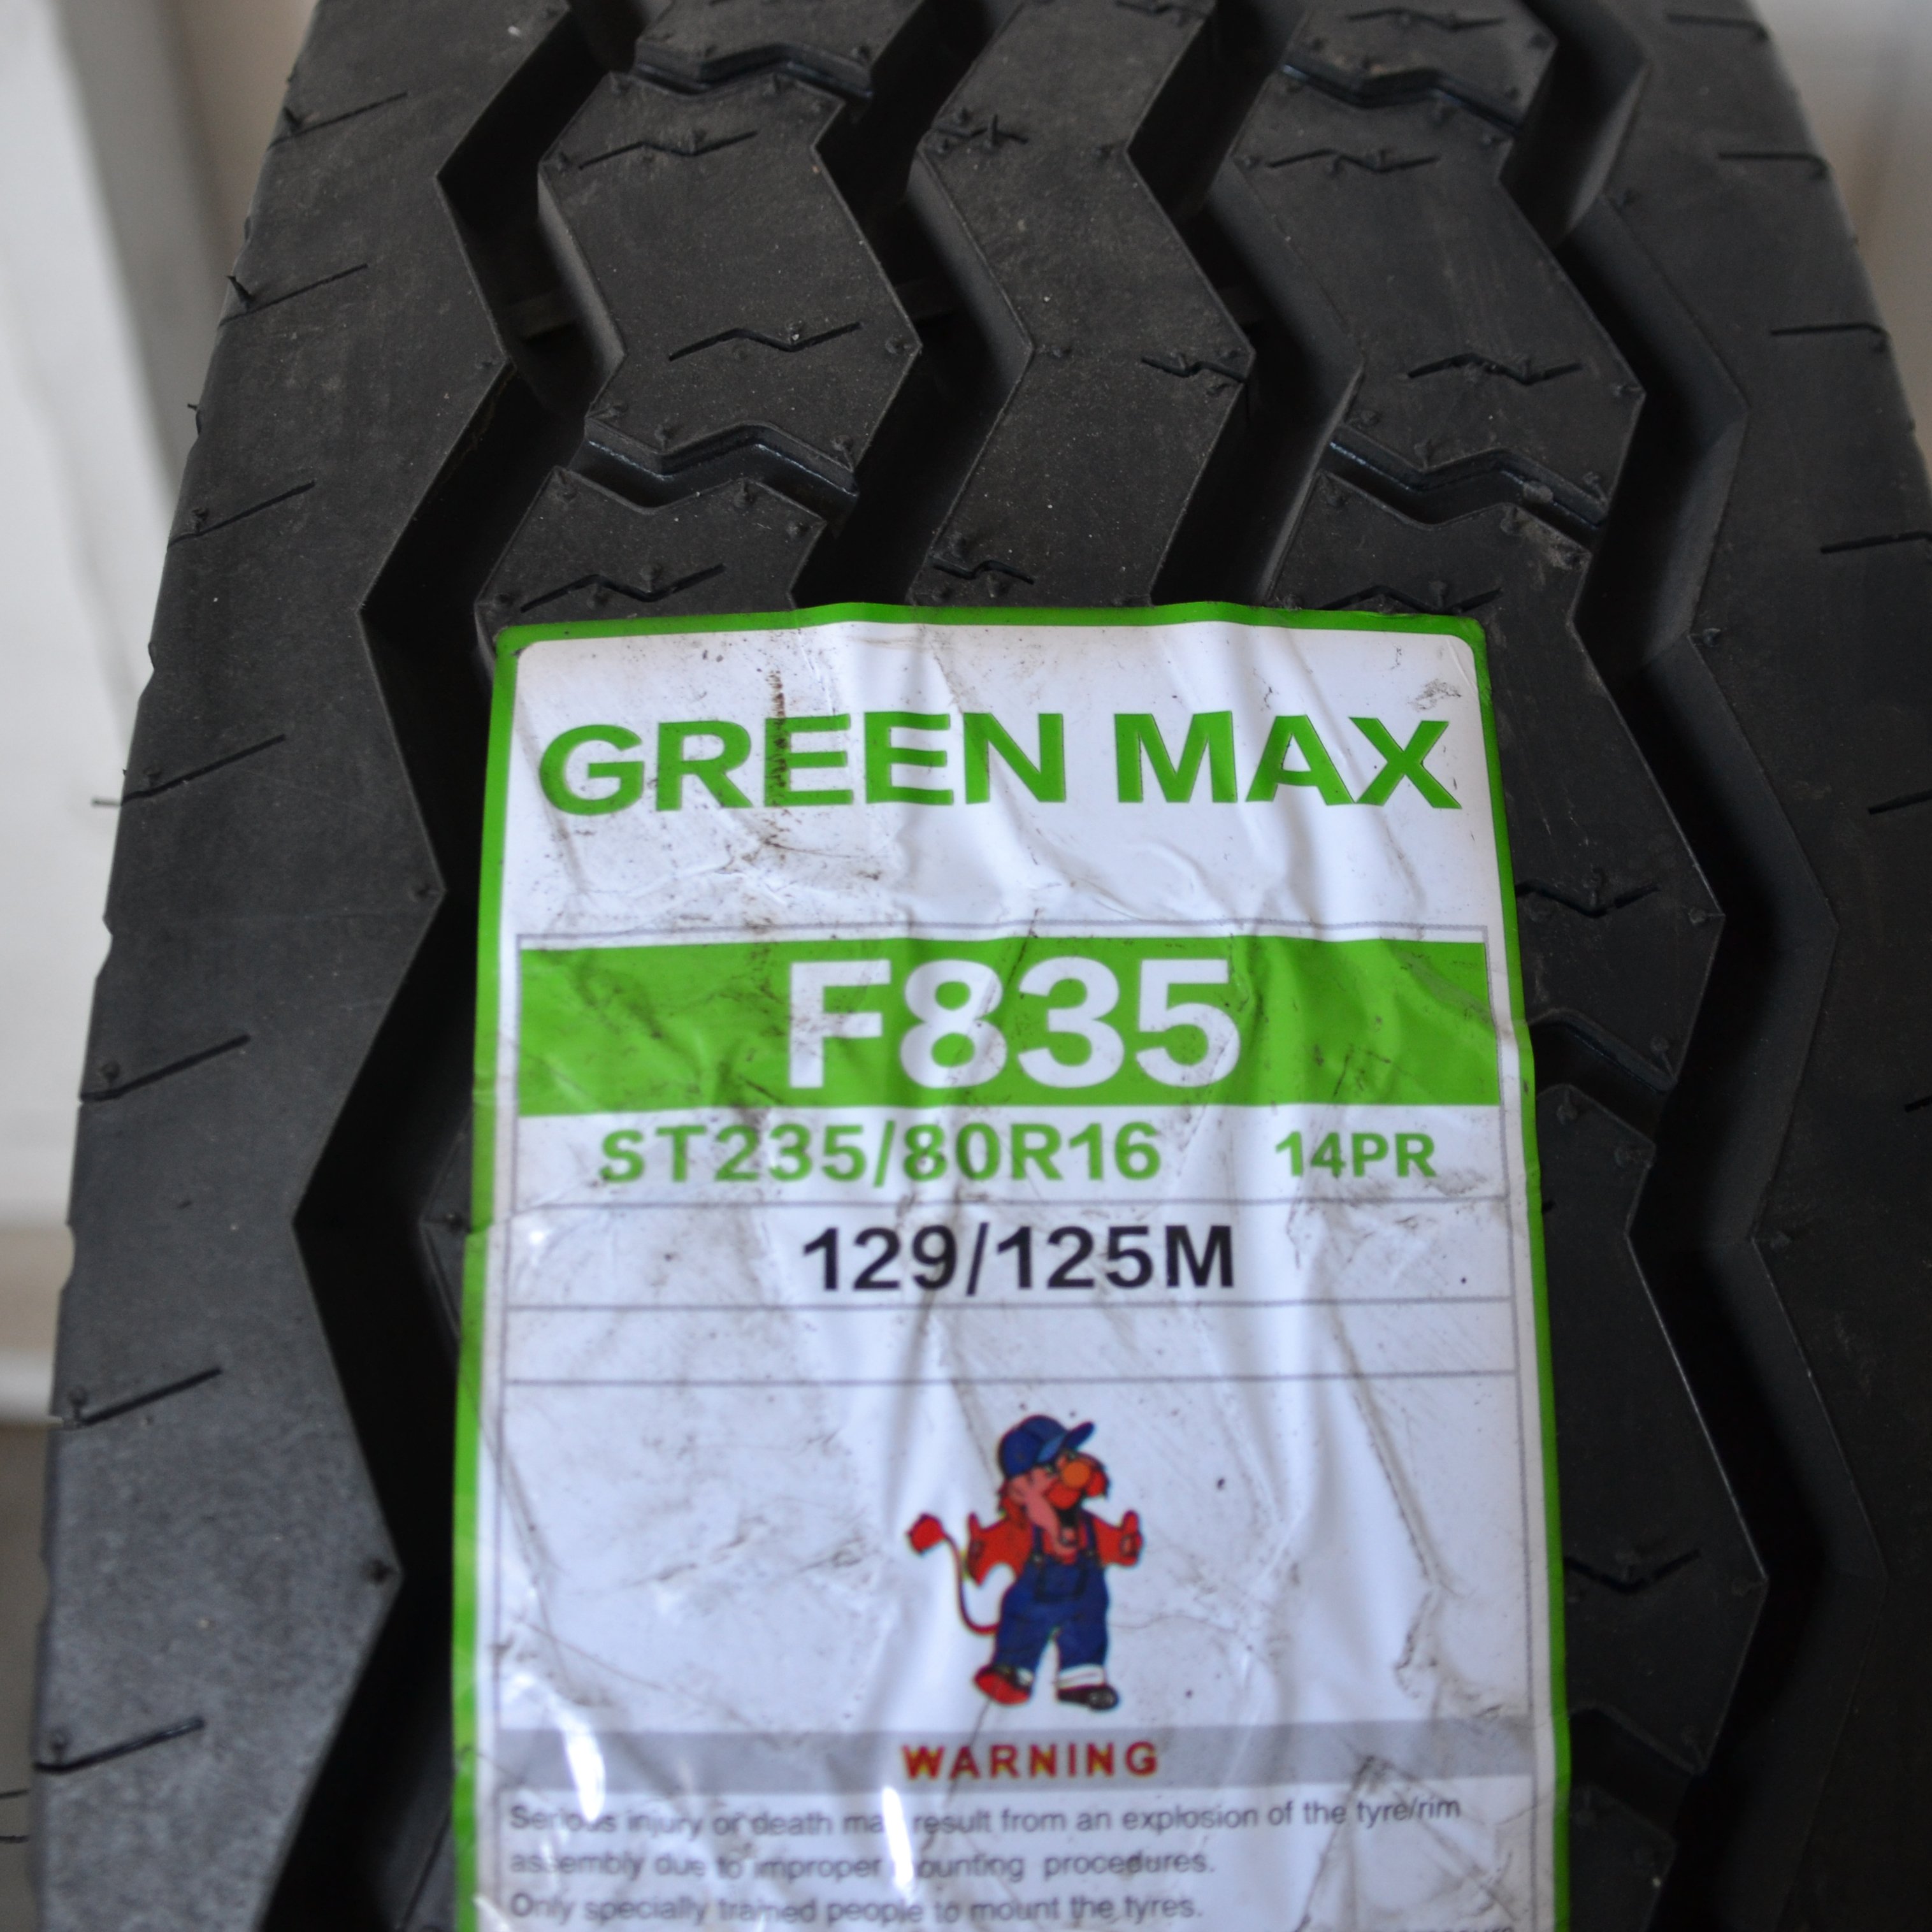 GREEN MAX
F835
ST235/80R16 14PR
129/125M
WARNING
Serious injury or death may result from an explosion of the tyre/rim
assembly due to improper mounting procedures.
Only specially trained people to mount the tyres.